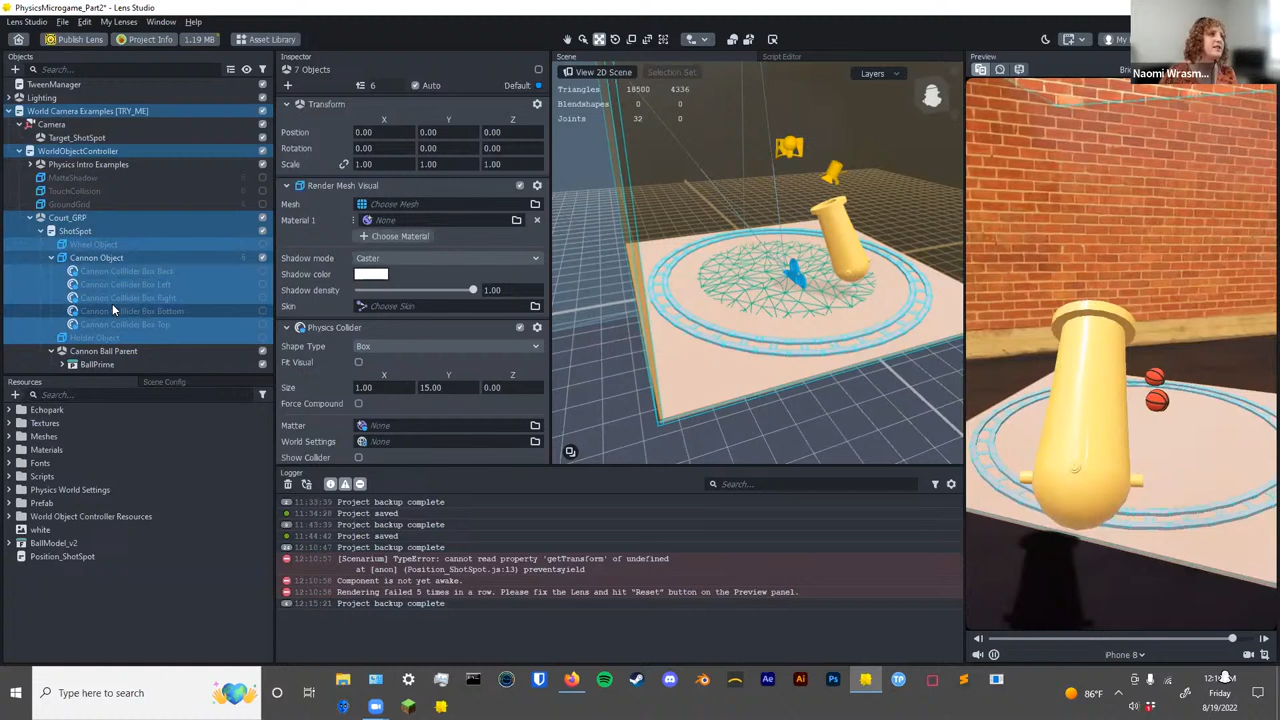 PhysicsMicrogame_Part2* - Lens Studio
Lens Studio File Edit My Lenses Window Help
Publish Lens Project Info 1.19 MB Asset Library My
Naomi Wrasm...
Objects
Search...
TweenManager
Lighting
World Camera Examples [TRY_ME]
Camera
Target_ShotSpot
WorldObjectController
Physics Intro Examples
MatteShadow
TouchCollision
GroundGrid
Court_GRP
ShotSpot
Wheel Object
Cannon Object 6
Cannon Collider Box Back
Cannon Collider Box Left
Cannon Collider Box Right
Cannon Collider Box Bottom
Cannon Collider Box Top
Holder Object
Cannon Ball Parent
BallPrime
Resources Scene Config
Search...
Echopark
Textures
Meshes
Materials
Fonts
Scripts
Physics World Settings
Prefab
World Object Controller Resources
white
BallModel_v2
Position_ShotSpot
Inspector
7 Objects
6 Auto Default
Transform
X Y Z
Position 0.00 0.00 0.00
Rotation 0.00 0.00 0.00
Scale 1.00 1.00 1.00
Render Mesh Visual
Mesh Choose Mesh
Material 1 None
Choose Material
Shadow mode Caster
Shadow color
Shadow density 1.00
Skin Choose Skin
Physics Collider
Shape Type Box
Fit Visual
X Y Z
Size 1.00 15.00 0.00
Force Compound
Matter None
World Settings None
Show Collider
Scene Script Editor
View 2D Scene Selection Set Layers
Triangles 18500 4336
Blendshapes 0 0
Joints 32 0
Logger
Search...
11:33:39 Project backup complete
11:34:28 Project saved
11:43:39 Project backup complete
11:44:42 Project saved
12:10:47 Project backup complete
12:10:57 [Scenarium] TypeError: cannot read property 'getTransform' of undefined
at [anon] (Position_ShotSpot.js:13) preventsyield
12:10:58 Component is not yet awake.
12:10:58 Rendering failed 5 times in a row. Please fix the Lens and hit "Reset" button on the Preview panel.
12:15:21 Project backup complete
Preview
iPhone 8
Type here to search
86°F
Friday
8/19/2022